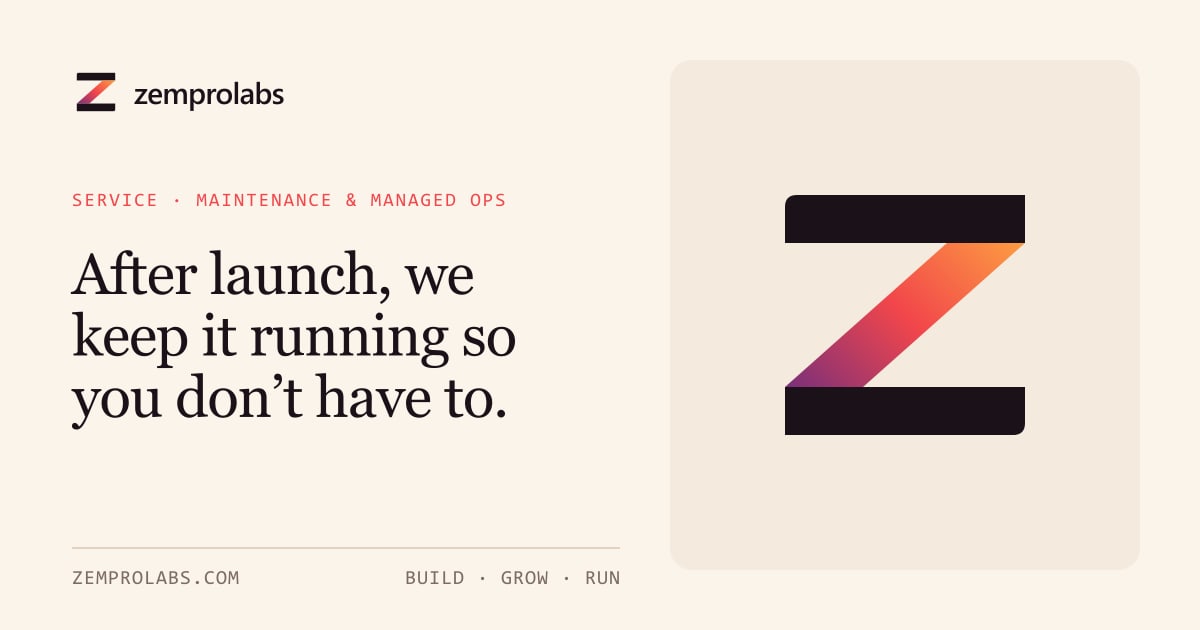 zemprolabs
SERVICE · MAINTENANCE & MANAGED OPS
After launch, we
keep it running so
you don’t have to.
ZEMPROLABS.COM
BUILD · GROW · RUN